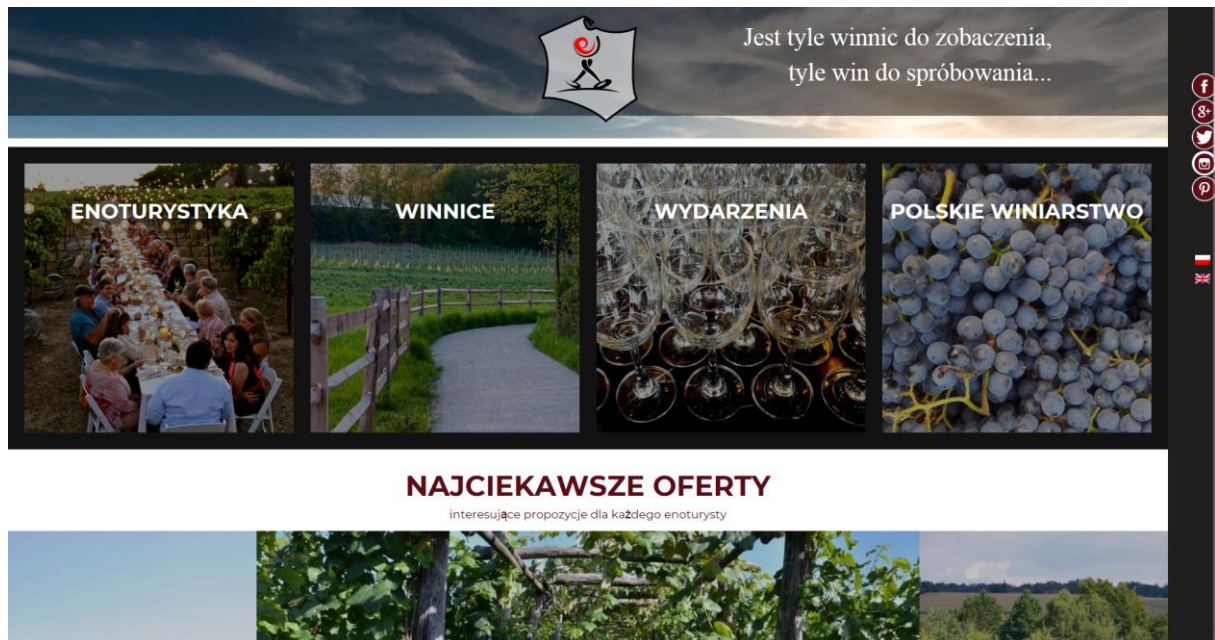 Jest tyle winnic do zobaczenia,
tyle win do spróbowania...
ENOTURYSTYKA
WINNICE
WYDARZENIA
POLSKIE WINIARSTWO
NAJCIEKAWSZE OFERTY
interesujące propozycje dla każdego enoturysty